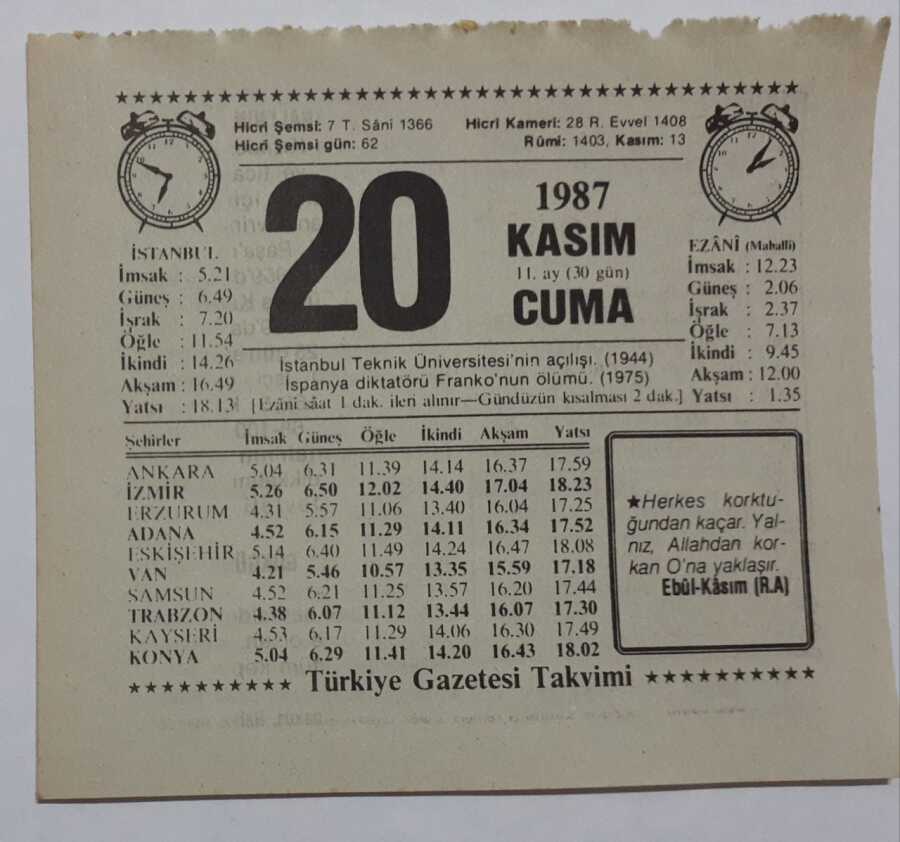 Hicrî Şemsî: 7 T. Sâni 1366
Hicrî Şemsi gün: 62
Hicrî Kamerî: 28 R. Evvel 1408
Rûmi: 1403, Kasım: 13
20
1987
KASIM
11. ay (30 gün)
CUMA
İSTANBUL
İmsak : 5.21
Güneş : 6.49
İşrak : 7.20
Öğle : 11.54
İkindi : 14.26
Akşam : 16.49
Yatsı : 18.13
EZÂNÎ (Mahallî)
İmsak : 12.23
Güneş : 2.06
İşrak : 2.37
Öğle : 7.13
İkindi : 9.45
Akşam : 12.00
Yatsı : 1.35
İstanbul Teknik Üniversitesi'nin açılışı. (1944)
İspanya diktatörü Franko'nun ölümü. (1975)
[Ezânî sâat 1 dak. ileri alınır—Gündüzün kısalması 2 dak.]
Şehirler İmsak Güneş Öğle İkindi Akşam Yatsı
ANKARA 5.04 6.31 11.39 14.14 16.37 17.59
İZMİR 5.26 6.50 12.02 14.40 17.04 18.23
ERZURUM 4.31 5.57 11.06 13.40 16.04 17.25
ADANA 4.52 6.15 11.29 14.11 16.34 17.52
ESKİŞEHİR 5.14 6.40 11.49 14.24 16.47 18.08
VAN 4.21 5.46 10.57 13.35 15.59 17.18
SAMSUN 4.52 6.21 11.25 13.57 16.20 17.44
TRABZON 4.38 6.07 11.12 13.44 16.07 17.30
KAYSERİ 4.53 6.17 11.29 14.06 16.30 17.49
KONYA 5.04 6.29 11.41 14.20 16.43 18.02
★Herkes korktu-
ğundan kaçar. Yal-
nız, Allahdan kor-
kan O'na yaklaşır.
Ebül-Kâsım (R.A)
★★★★★★★★★★ Türkiye Gazetesi Takvimi ★★★★★★★★★★